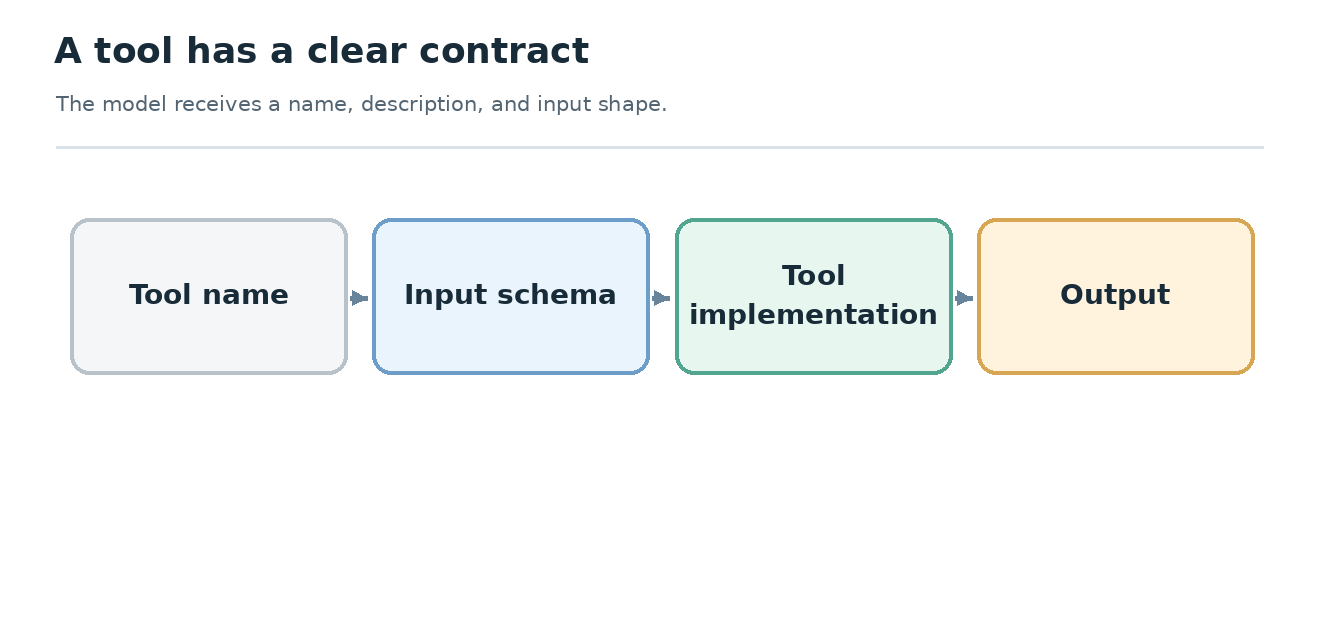 A tool has a clear contract
The model receives a name, description, and input shape.
Tool name
Input schema
Tool
implementation
Output